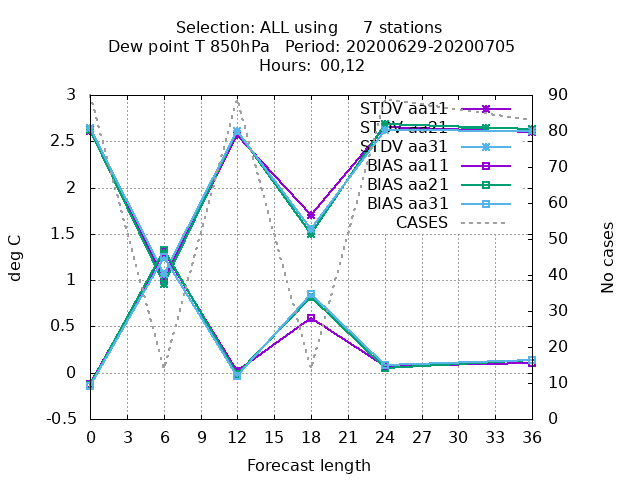 Selection: ALL using 7 stations
Dew point T 850hPa Period: 20200629-20200705
Hours: 00,12
3
2.5
2
1.5
1
0.5
0
-0.5
deg C
90
80
70
60
50
40
30
20
10
0
No cases
STDV aa11
STDV aa21
STDV aa31
BIAS aa11
BIAS aa21
BIAS aa31
CASES
0 3 6 9 12 15 18 21 24 27 30 33 36
Forecast length